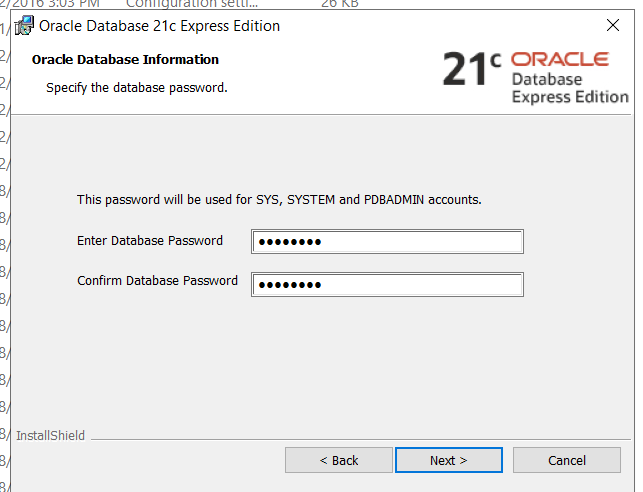 2/2016 3:03 PM Configuration setti... 26 KB
Oracle Database 21c Express Edition
Oracle Database Information
Specify the database password.
21c ORACLE
Database
Express Edition
This password will be used for SYS, SYSTEM and PDBADMIN accounts.
Enter Database Password ••••••••
Confirm Database Password ••••••••
InstallShield
< Back Next > Cancel